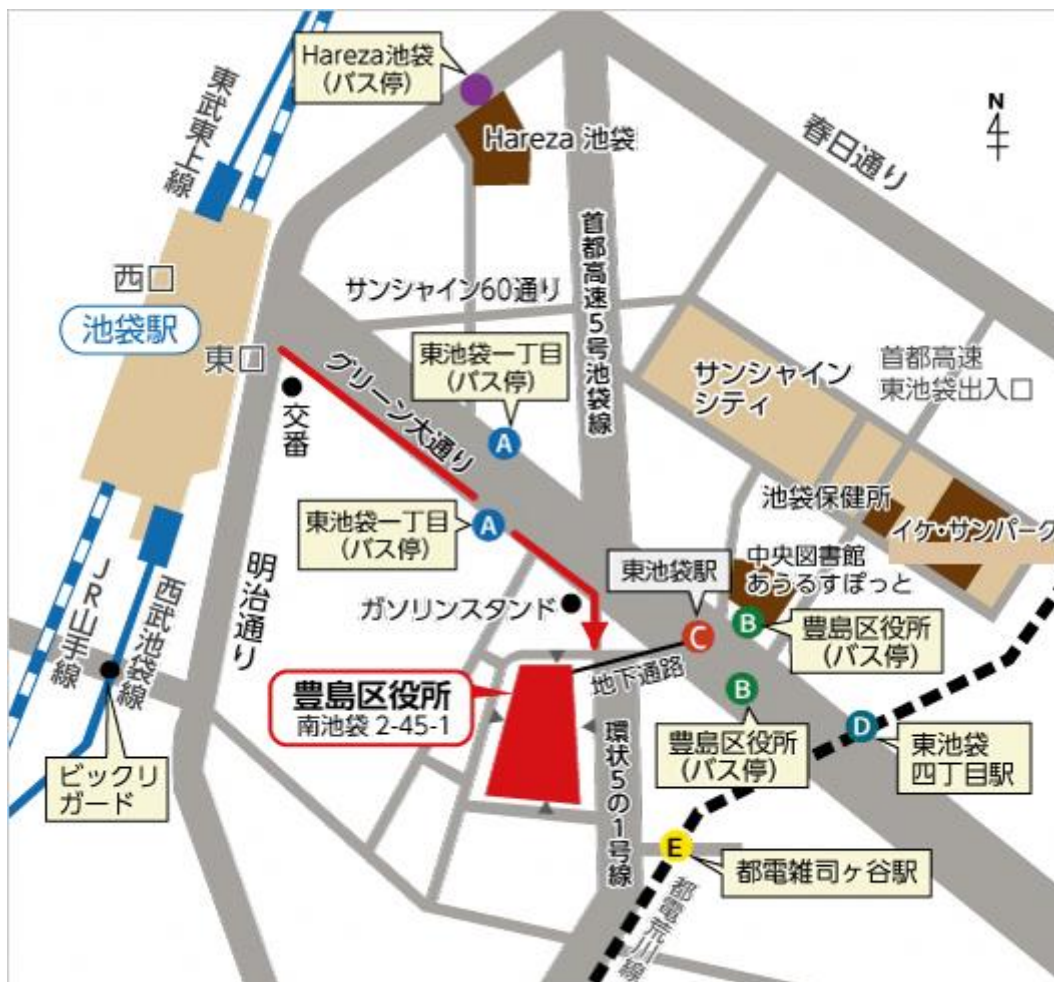 Hareza池袋
(バス停)
N
東武東上線
Hareza 池袋
春日通り
首都高速5号池袋線
西口
サンシャイン60通り
池袋駅
東口
東池袋一丁目
(バス停)
グリーン大通り
サンシャイン
シティ
首都高速
東池袋出入口
交番
A
池袋保健所
東池袋一丁目
(バス停)
A
イケ・サンパーク
東池袋駅
中央図書館
あうるすぽっと
明治通り
ガソリンスタンド
C
B
豊島区役所
(バス停)
JR山手線
西武池袋線
地下通路
豊島区役所
南池袋 2-45-1
B
環状5の1号線
豊島区役所
(バス停)
D
東池袋
四丁目駅
ビックリ
ガード
E
都電雑司ヶ谷駅
都電荒川線